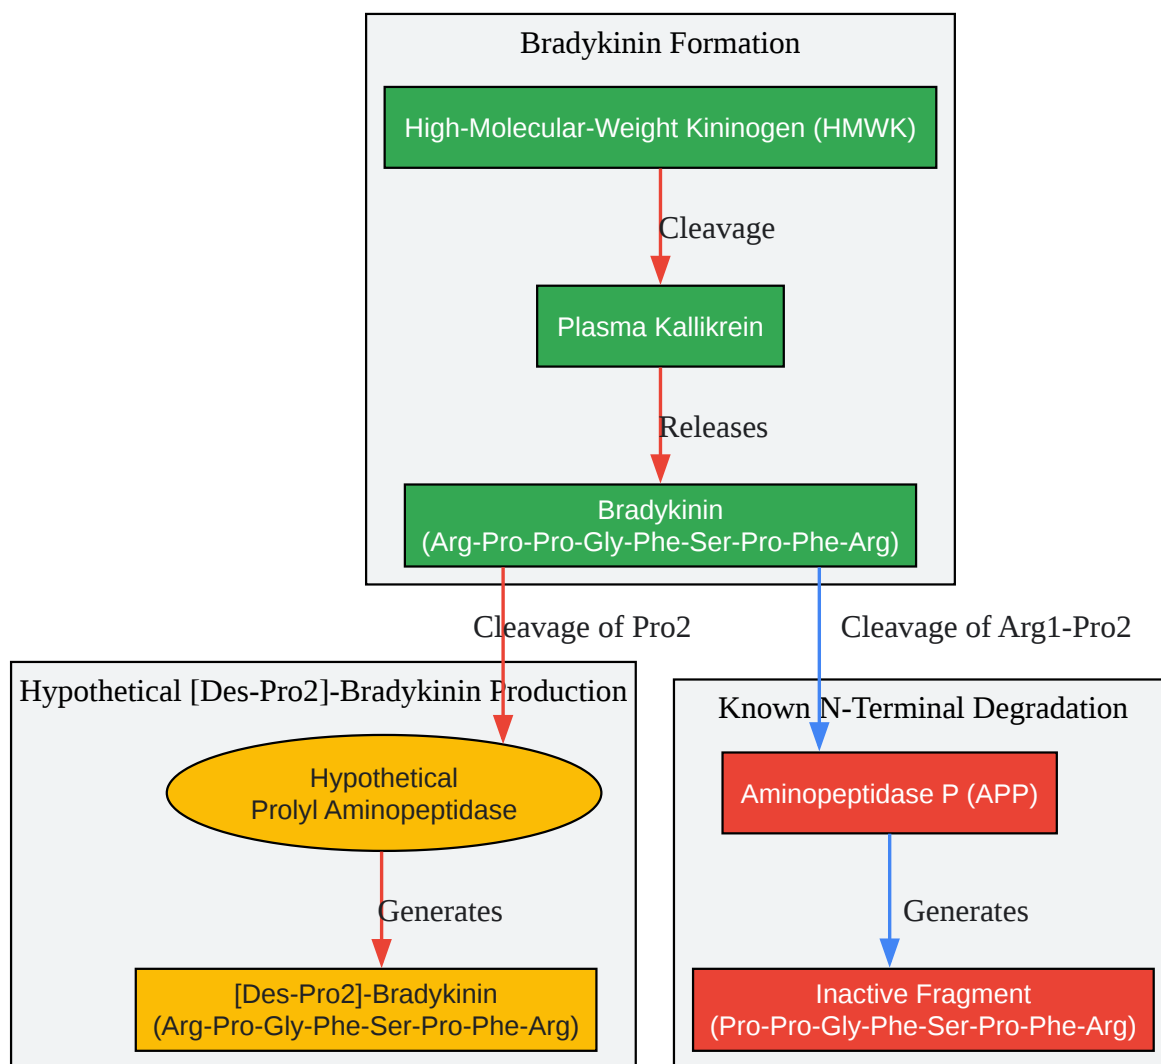 Bradykinin Formation
High-Molecular-Weight Kininogen (HMWK)
Cleavage
Plasma Kallikrein
Releases
Bradykinin
(Arg-Pro-Pro-Gly-Phe-Ser-Pro-Phe-Arg)
Cleavage of Pro2
Cleavage of Arg1-Pro2
Hypothetical [Des-Pro2]-Bradykinin Production
Hypothetical
Prolyl Aminopeptidase
Generates
[Des-Pro2]-Bradykinin
(Arg-Pro-Gly-Phe-Ser-Pro-Phe-Arg)
Known N-Terminal Degradation
Aminopeptidase P (APP)
Generates
Inactive Fragment
(Pro-Pro-Gly-Phe-Ser-Pro-Phe-Arg)